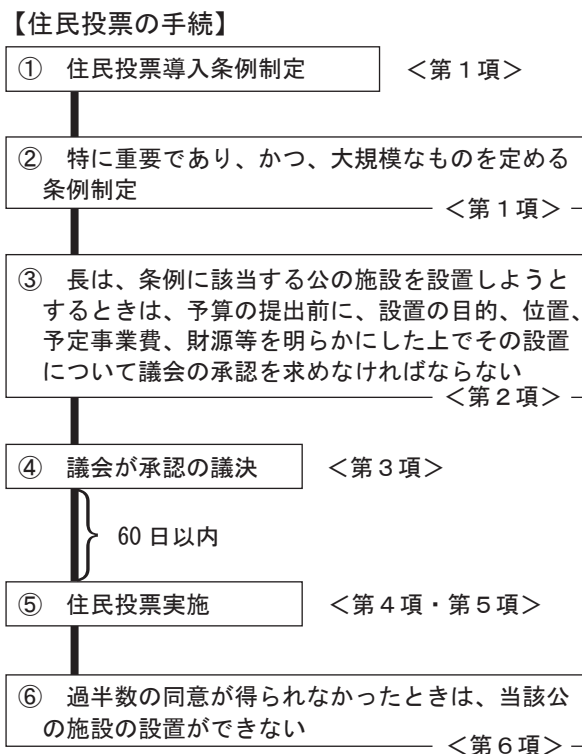 【住民投票の手続】
① 住民投票導入条例制定 <第1項>
② 特に重要であり、かつ、大規模なものを定める
条例制定
<第1項>
③ 長は、条例に該当する公の施設を設置しようと
するときは、予算の提出前に、設置の目的、位置、
予定事業費、財源等を明らかにした上でその設置
について議会の承認を求めなければならない
<第2項>
④ 議会が承認の議決 <第3項>
60日以内
⑤ 住民投票実施 <第4項・第5項>
⑥ 過半数の同意が得られなかったときは、当該公
の施設の設置ができない
<第6項>